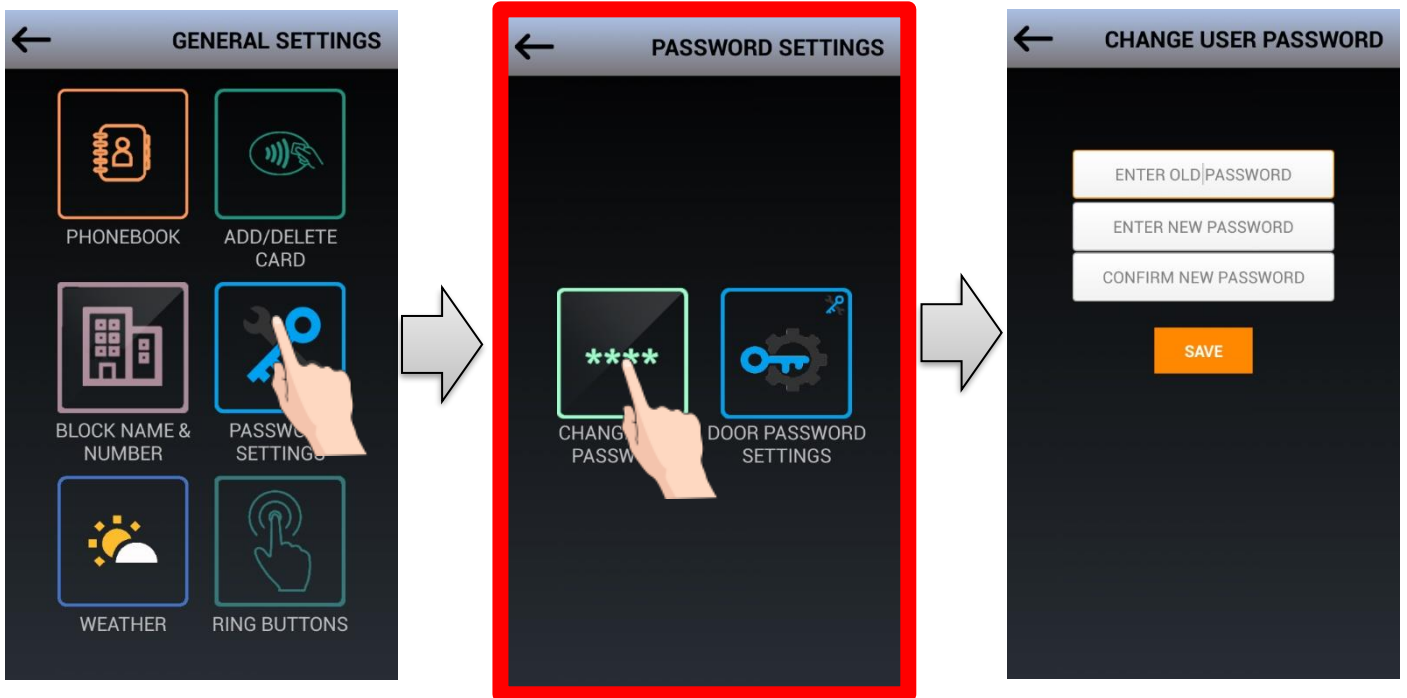 GENERAL SETTINGS
PHONEBOOK
ADD/DELETE
CARD
BLOCK NAME &
NUMBER
SETTINGS
WEATHER
RING BUTTONS
PASSWORD SETTINGS
****
DOOR PASSWORD
SETTINGS
CHANGE USER PASSWORD
ENTER OLD PASSWORD
ENTER NEW PASSWORD
CONFIRM NEW PASSWORD
SAVE